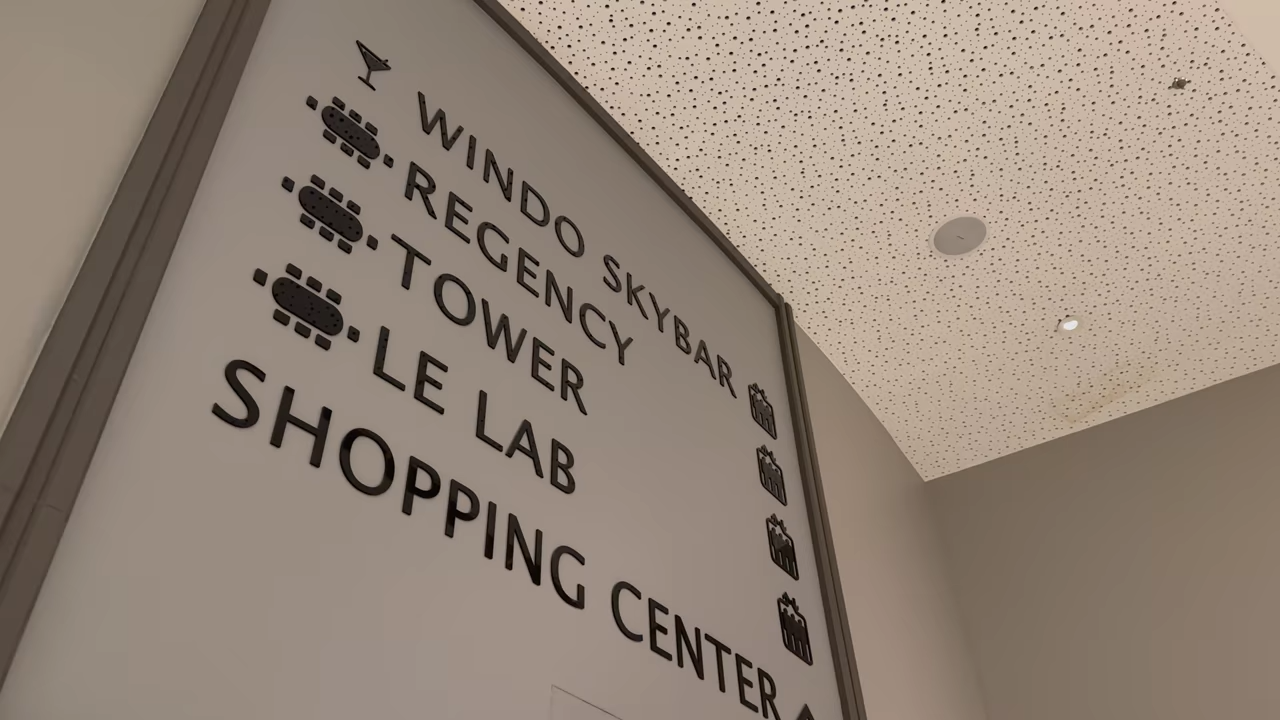 WINDO SKYBAR
REGENCY
TOWER
LE LAB
SHOPPING CENTER